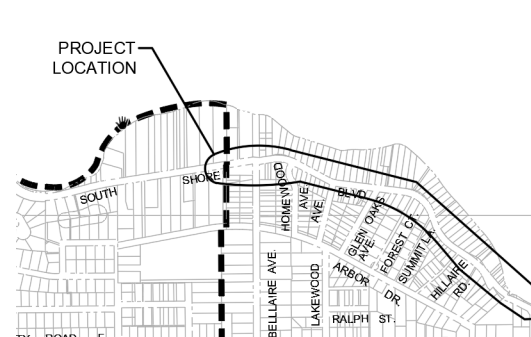 PROJECT
LOCATION
SOUTH
SHORE
BLVD
HOMEWOOD
AVE.
AVE.
GLEN OAKS
AVE.
FOREST CT.
SUMMIT LA.
HILLAIRE
RD.
ARBOR
DR
BELLLAIRE AVE.
LAKEWOOD
RALPH ST.
ROAD